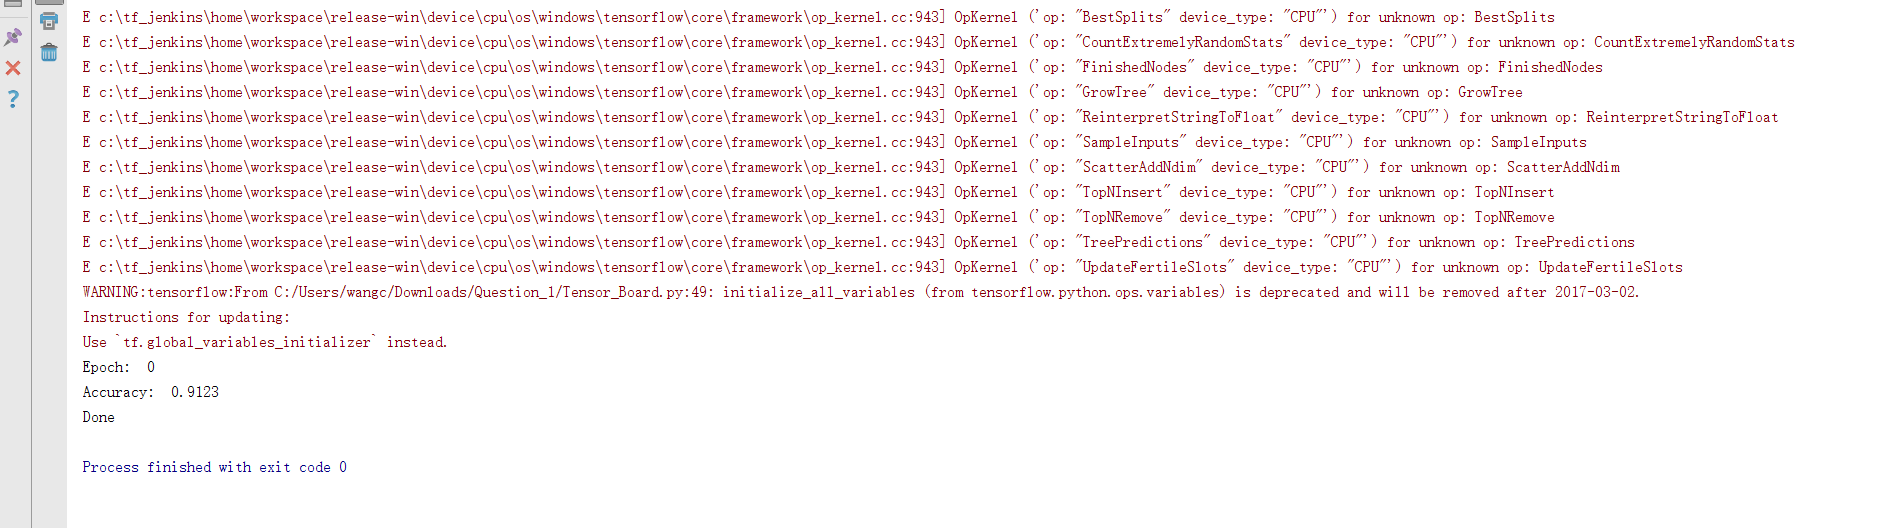 E c:\tf_jenkins\home\workspace\release-win\device\cpu\os\windows\tensorflow\core\framework\op_kernel.cc:943] OpKernel ('op: "BestSplits" device_type: "CPU"') for unknown op: BestSplits
E c:\tf_jenkins\home\workspace\release-win\device\cpu\os\windows\tensorflow\core\framework\op_kernel.cc:943] OpKernel ('op: "CountExtremelyRandomStats" device_type: "CPU"') for unknown op: CountExtremelyRandomStats
E c:\tf_jenkins\home\workspace\release-win\device\cpu\os\windows\tensorflow\core\framework\op_kernel.cc:943] OpKernel ('op: "FinishedNodes" device_type: "CPU"') for unknown op: FinishedNodes
E c:\tf_jenkins\home\workspace\release-win\device\cpu\os\windows\tensorflow\core\framework\op_kernel.cc:943] OpKernel ('op: "GrowTree" device_type: "CPU"') for unknown op: GrowTree
E c:\tf_jenkins\home\workspace\release-win\device\cpu\os\windows\tensorflow\core\framework\op_kernel.cc:943] OpKernel ('op: "ReinterpretStringToFloat" device_type: "CPU"') for unknown op: ReinterpretStringToFloat
E c:\tf_jenkins\home\workspace\release-win\device\cpu\os\windows\tensorflow\core\framework\op_kernel.cc:943] OpKernel ('op: "SampleInputs" device_type: "CPU"') for unknown op: SampleInputs
E c:\tf_jenkins\home\workspace\release-win\device\cpu\os\windows\tensorflow\core\framework\op_kernel.cc:943] OpKernel ('op: "ScatterAddNdim" device_type: "CPU"') for unknown op: ScatterAddNdim
E c:\tf_jenkins\home\workspace\release-win\device\cpu\os\windows\tensorflow\core\framework\op_kernel.cc:943] OpKernel ('op: "TopNInsert" device_type: "CPU"') for unknown op: TopNInsert
E c:\tf_jenkins\home\workspace\release-win\device\cpu\os\windows\tensorflow\core\framework\op_kernel.cc:943] OpKernel ('op: "TopNRemove" device_type: "CPU"') for unknown op: TopNRemove
E c:\tf_jenkins\home\workspace\release-win\device\cpu\os\windows\tensorflow\core\framework\op_kernel.cc:943] OpKernel ('op: "TreePredictions" device_type: "CPU"') for unknown op: TreePredictions
E c:\tf_jenkins\home\workspace\release-win\device\cpu\os\windows\tensorflow\core\framework\op_kernel.cc:943] OpKernel ('op: "UpdateFertileSlots" device_type: "CPU"') for unknown op: UpdateFertileSlots
WARNING:tensorflow:From C:/Users/wangc/Downloads/Question_1/Tensor_Board.py:49: initialize_all_variables (from tensorflow.python.ops.variables) is deprecated and will be removed after 2017-03-02.
Instructions for updating:
Use `tf.global_variables_initializer` instead.
Epoch:  0
Accuracy:  0.9123
Done
Process finished with exit code 0